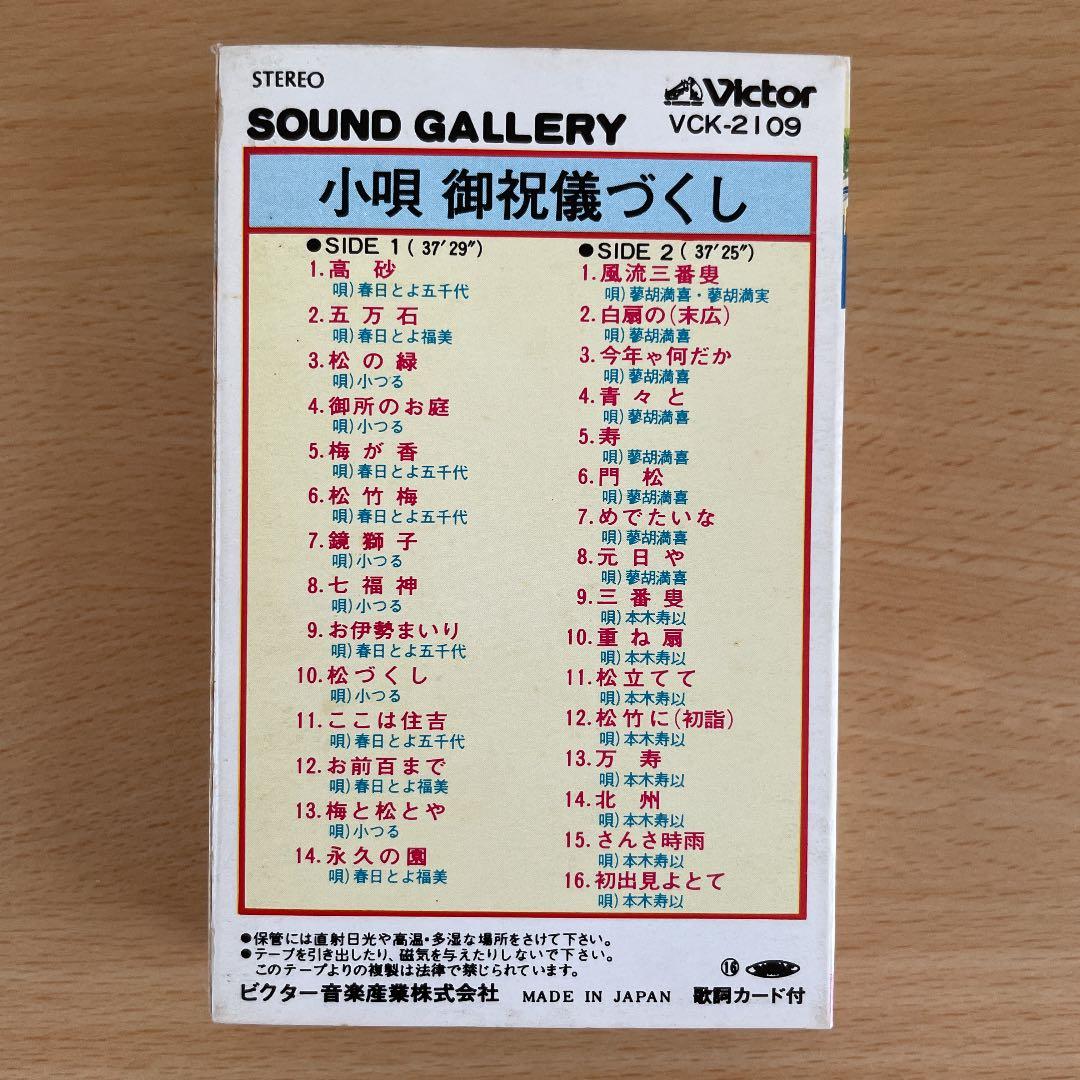 STEREO
SOUND GALLERY
Victor
VCK-2109
小唄 御祝儀づくし
●SIDE 1 (37'29")
1.高砂
唄)春日とよ五千代
2.五万石
唄)春日とよ福美
3.松の緑
唄)小つる
4.御所のお庭
唄)小つる
5.梅が香
唄)春日とよ五千代
6.松竹梅
唄)春日とよ五千代
7.鏡獅子
唄)小つる
8.七福神
唄)小つる
9.お伊勢まいり
唄)春日とよ五千代
10.松づくし
唄)小つる
11.ここは住吉
唄)春日とよ五千代
12.お前百まで
唄)春日とよ福美
13.梅と松とや
唄)小つる
14.永久の園
唄)春日とよ福美
●SIDE 2 (37'25")
1.風流三番叟
唄)蓼胡満喜・蓼胡満実
2.白扇の(末広)
唄)蓼胡満喜
3.今年ゃ何だか
唄)蓼胡満喜
4.青々と
唄)蓼胡満喜
5.寿
唄)蓼胡満喜
6.門松
唄)蓼胡満喜
7.めでたいな
唄)蓼胡満喜
8.元日や
唄)蓼胡満喜
9.三番叟
唄)本木寿以
10.重ね扇
唄)本木寿以
11.松立てて
唄)本木寿以
12.松竹に(初詣)
唄)本木寿以
13.万寿
唄)本木寿以
14.北州
唄)本木寿以
15.さんさ時雨
唄)本木寿以
16.初出見よとて
唄)本木寿以
●保管には直射日光や高温・多湿な場所をさけて下さい。
●テープを引き出したり、磁気を与えたりしないで下さい。
このテープよりの複製は法律で禁じられています。
ビクター音楽産業株式会社 MADE IN JAPAN
⑯
歌詞カード付